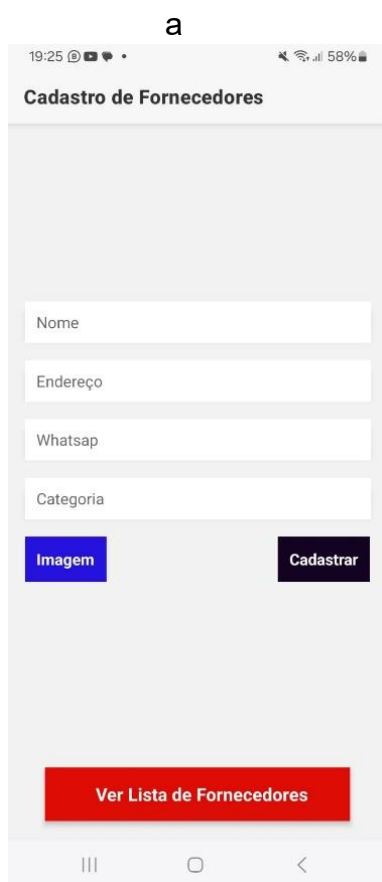 a
19:25
58%
Cadastro de Fornecedores
Nome
Endereço
Whatsap
Categoria
Imagem Cadastrar
Ver Lista de Fornecedores